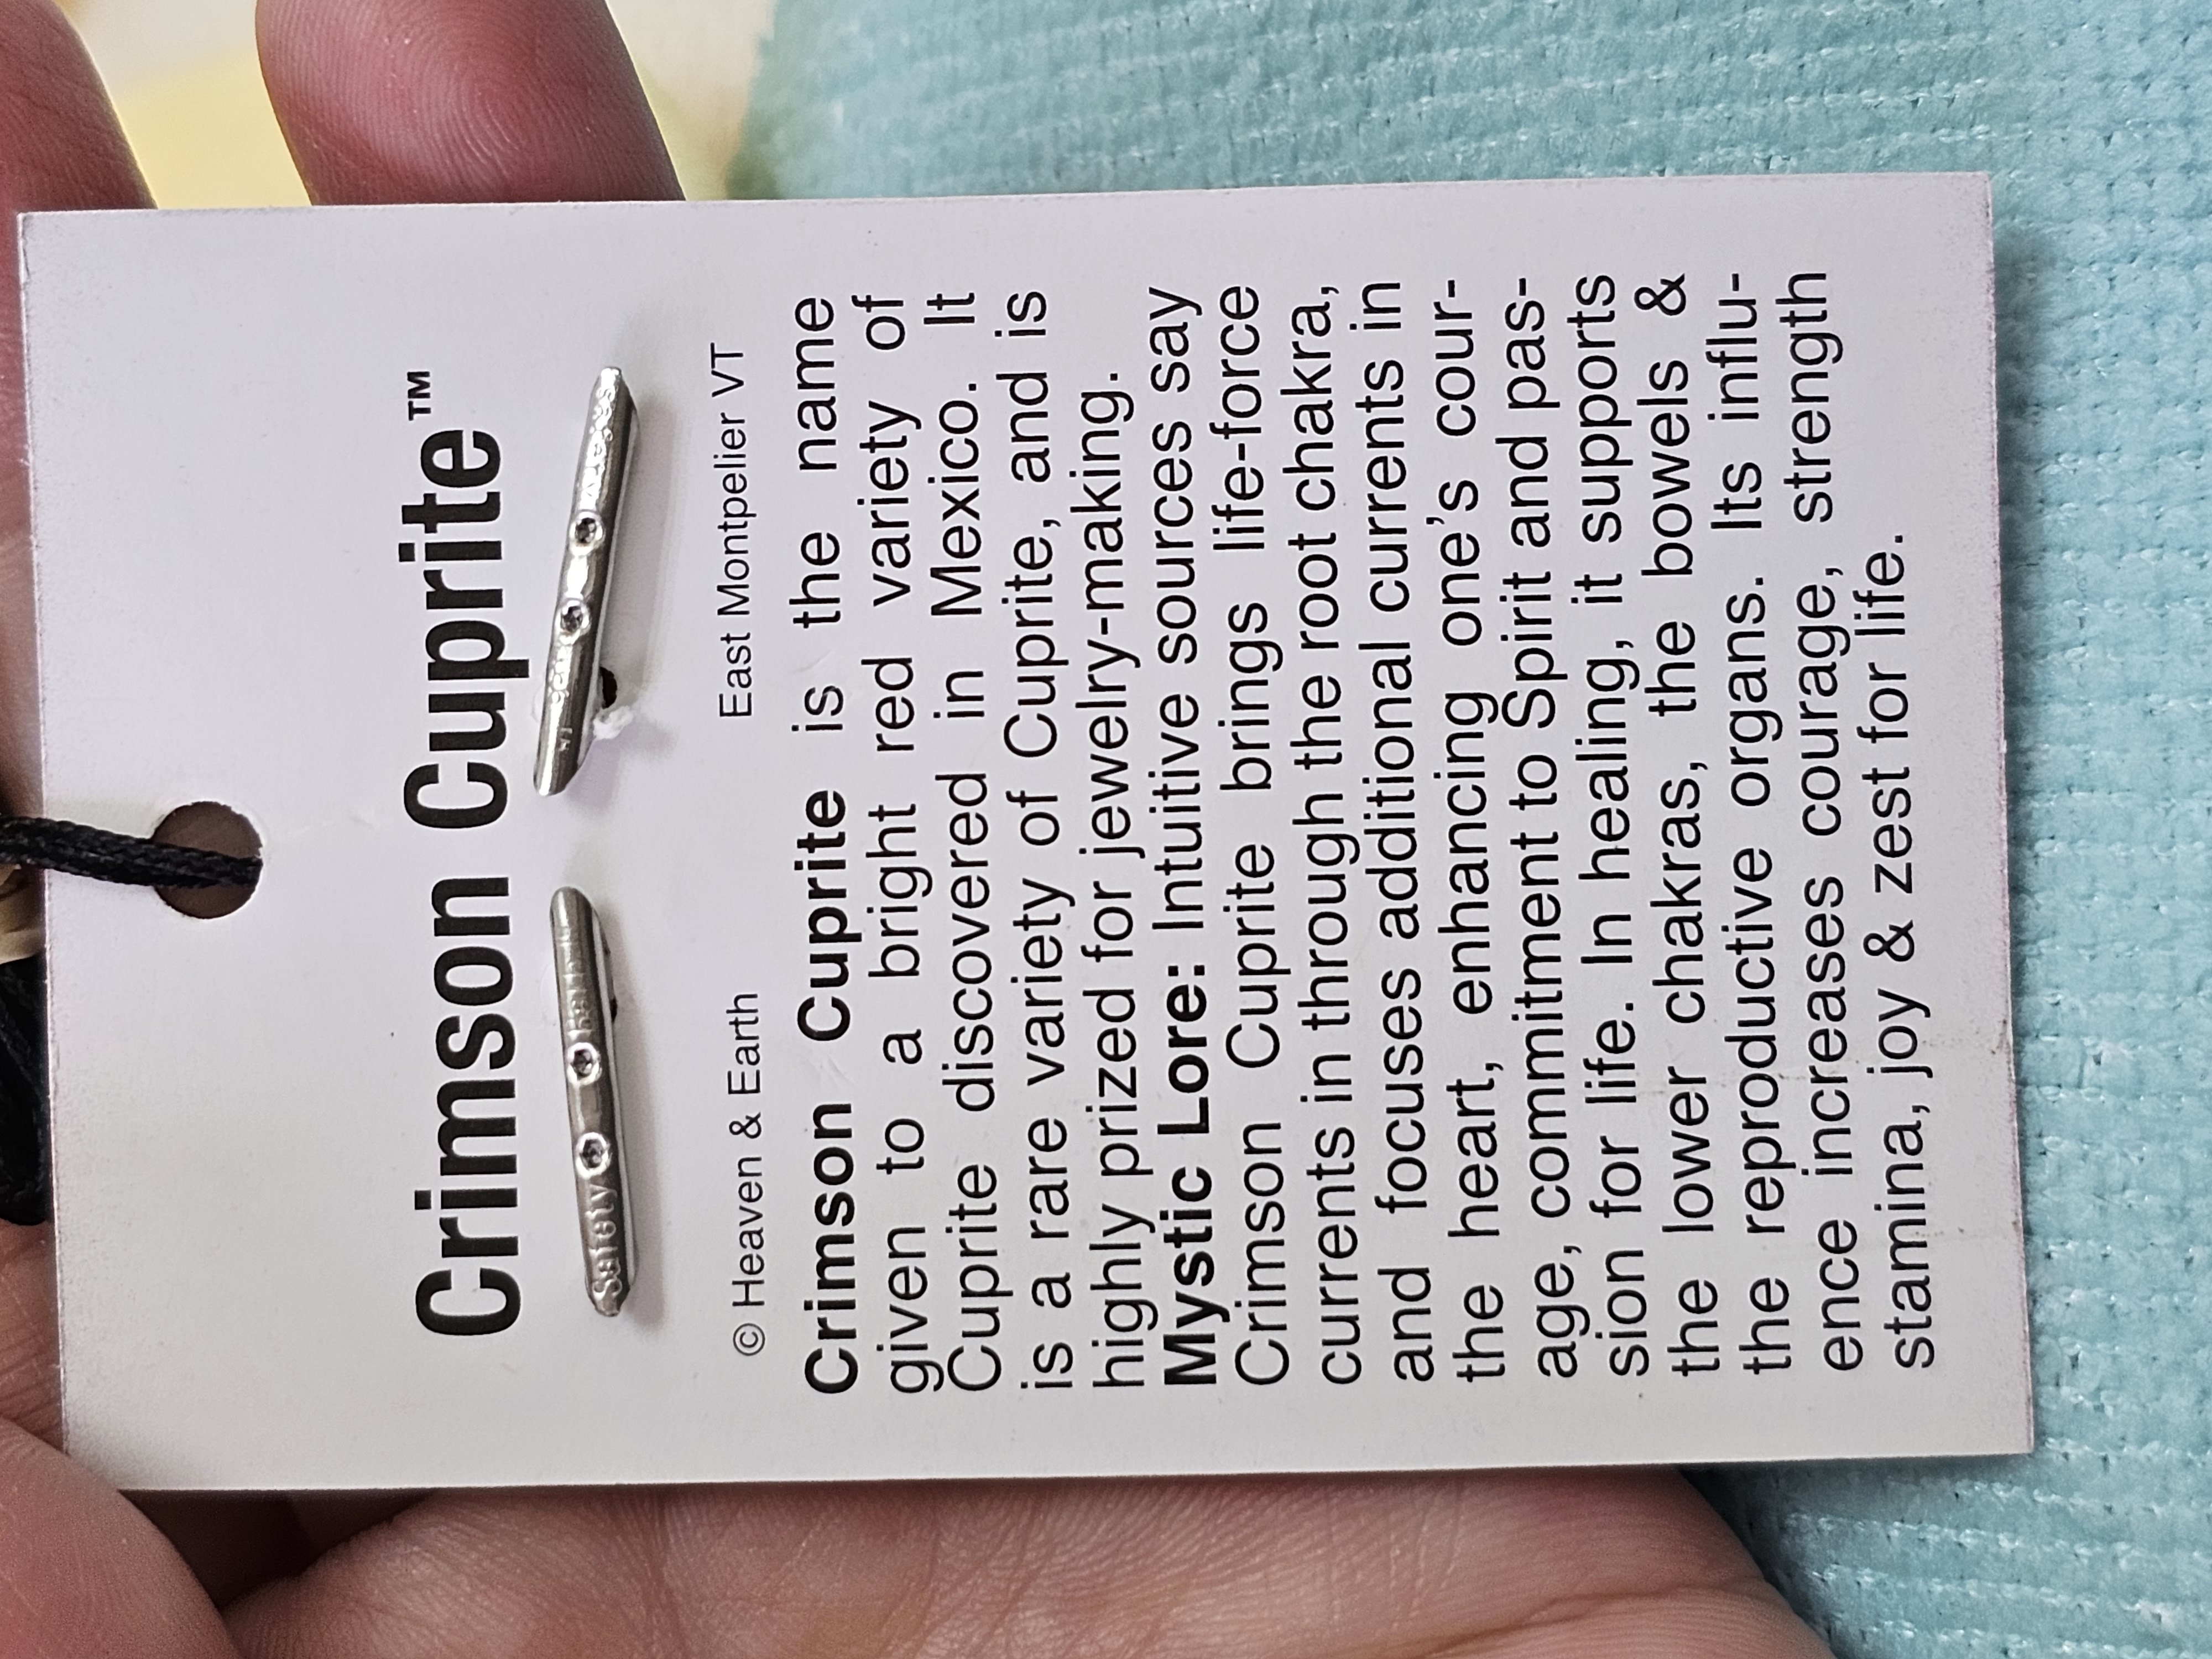 Crimson Cuprite™
Safety
© Heaven & Earth East Montpelier VT
Crimson Cuprite is the name
given to a bright red variety of
Cuprite discovered in Mexico. It
is a rare variety of Cuprite, and is
highly prized for jewelry-making.
Mystic Lore: Intuitive sources say
Crimson Cuprite brings life-force
currents in through the root chakra,
and focuses additional currents in
the heart, enhancing one's cour-
age, commitment to Spirit and pas-
sion for life. In healing, it supports
the lower chakras, the bowels &
the reproductive organs. Its influ-
ence increases courage, strength
stamina, joy & zest for life.